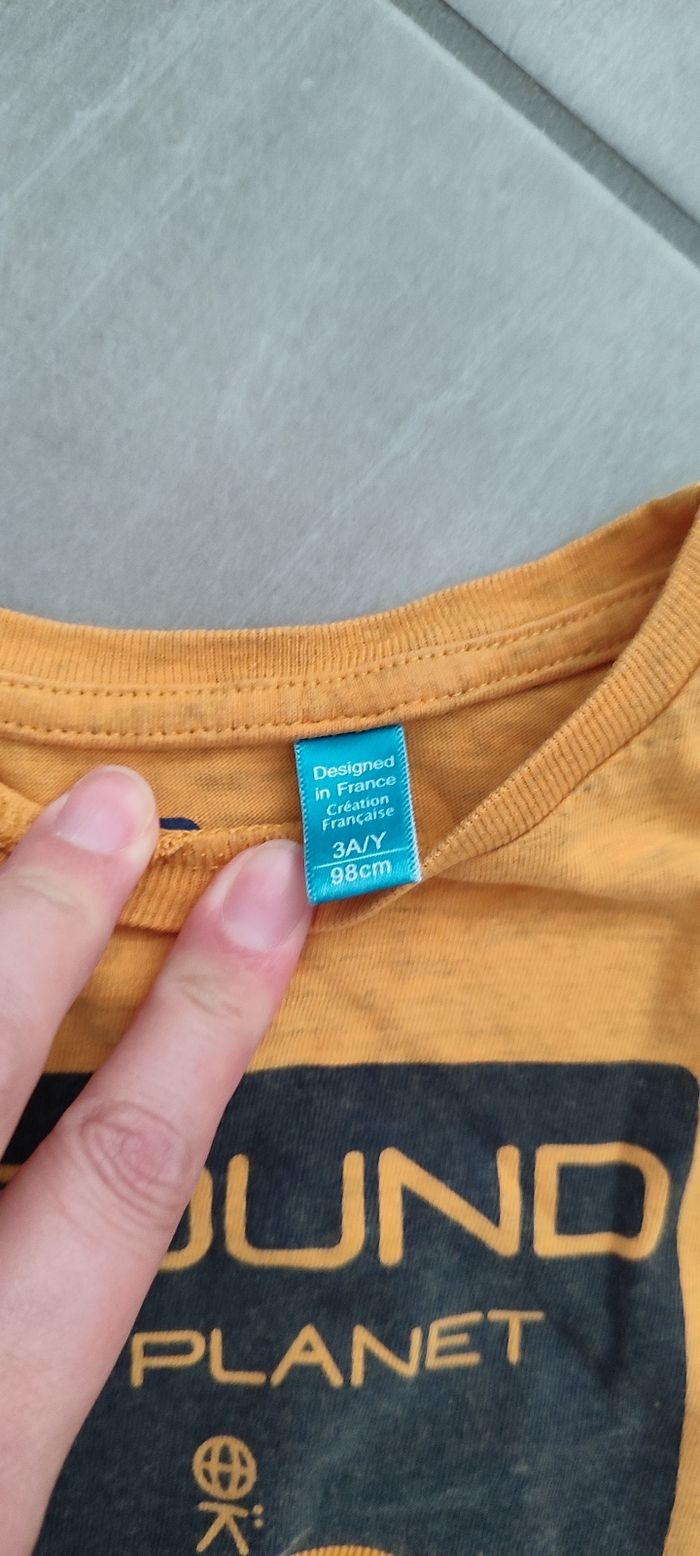 Designed
in France
Création
Française
3A/Y
98cm
PLANET